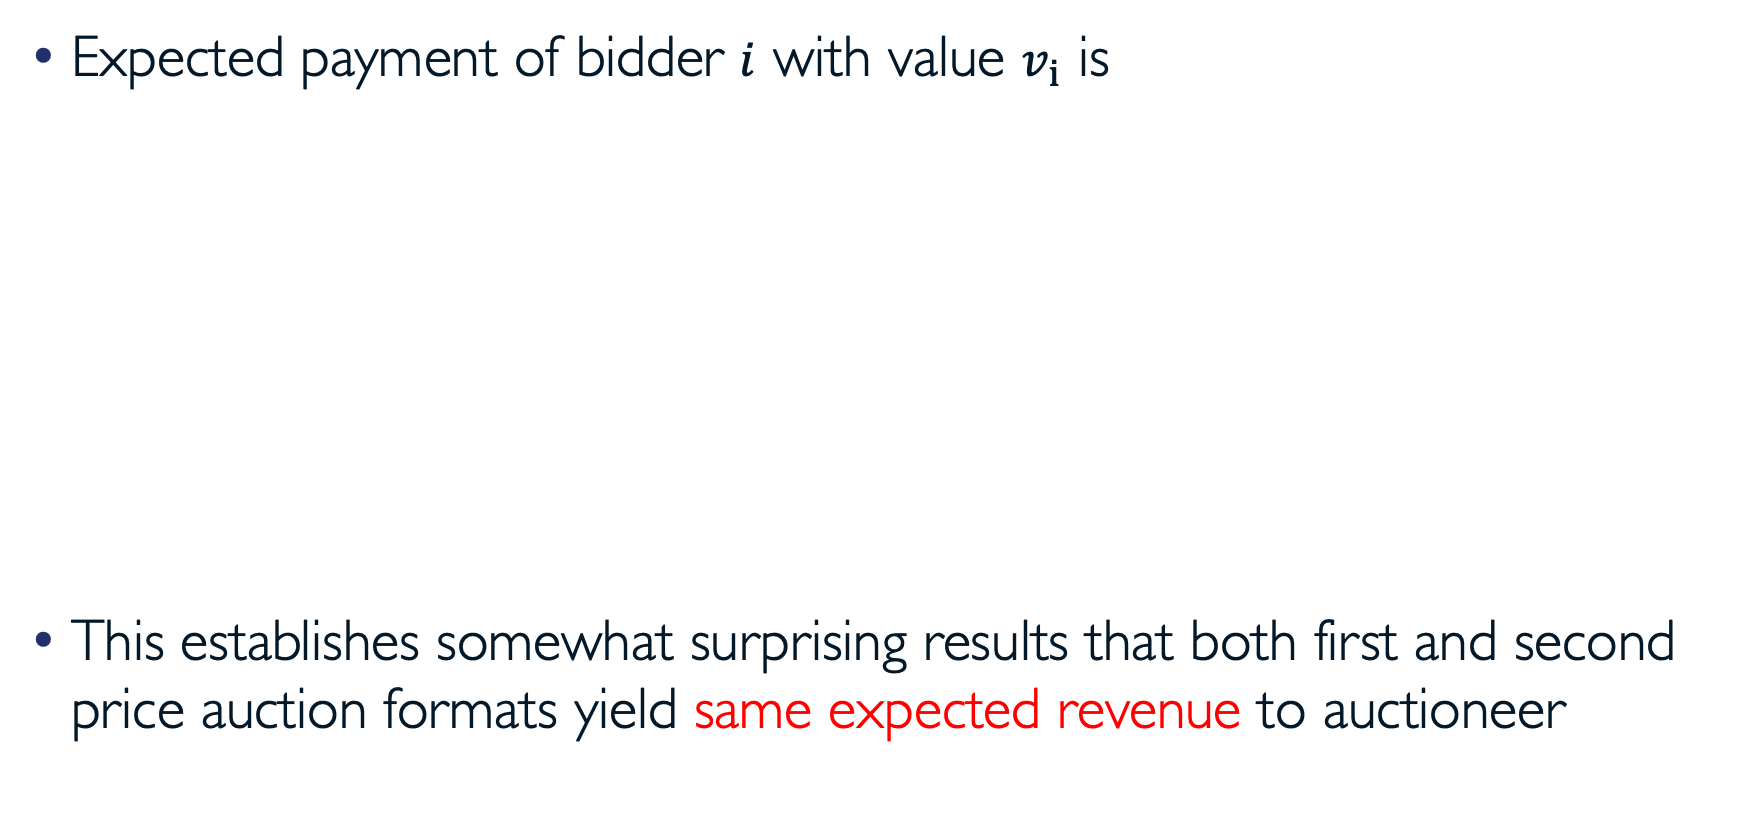 • Expected payment of bidder i with value vᵢ is
• This establishes somewhat surprising results that both first and second
price auction formats yield same expected revenue to auctioneer